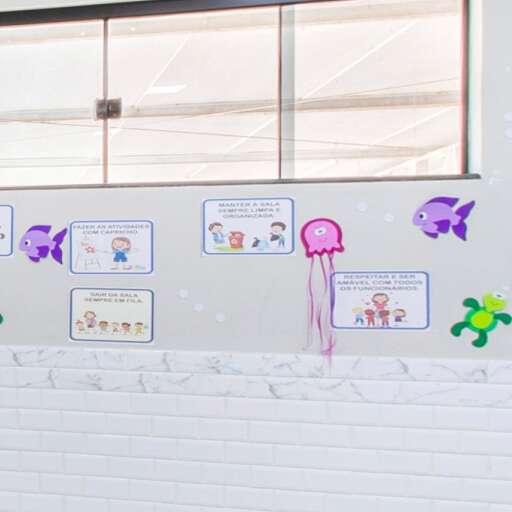 MANTER A SALA
SEMPRE LIMPA E
ORGANIZADA.
FAZER AS ATIVIDADES
COM CAPRICHO.
RESPEITAR E SER
AMÁVEL COM TODOS
OS FUNCIONÁRIOS.
SAIR DA SALA
SEMPRE EM FILA.